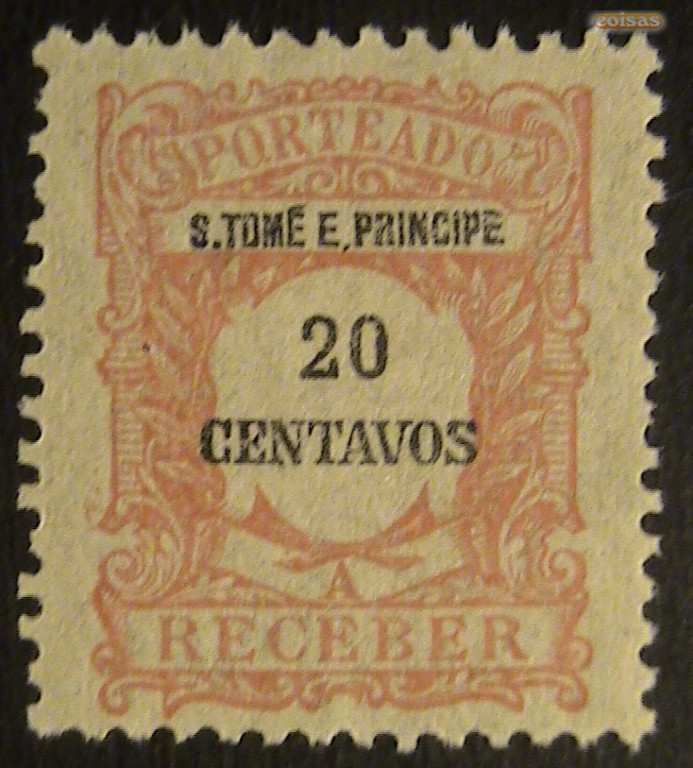 coisas
PORTEADO
S. TOMÉ E, PRINCIPE
20
CENTAVOS
A
RECEBER